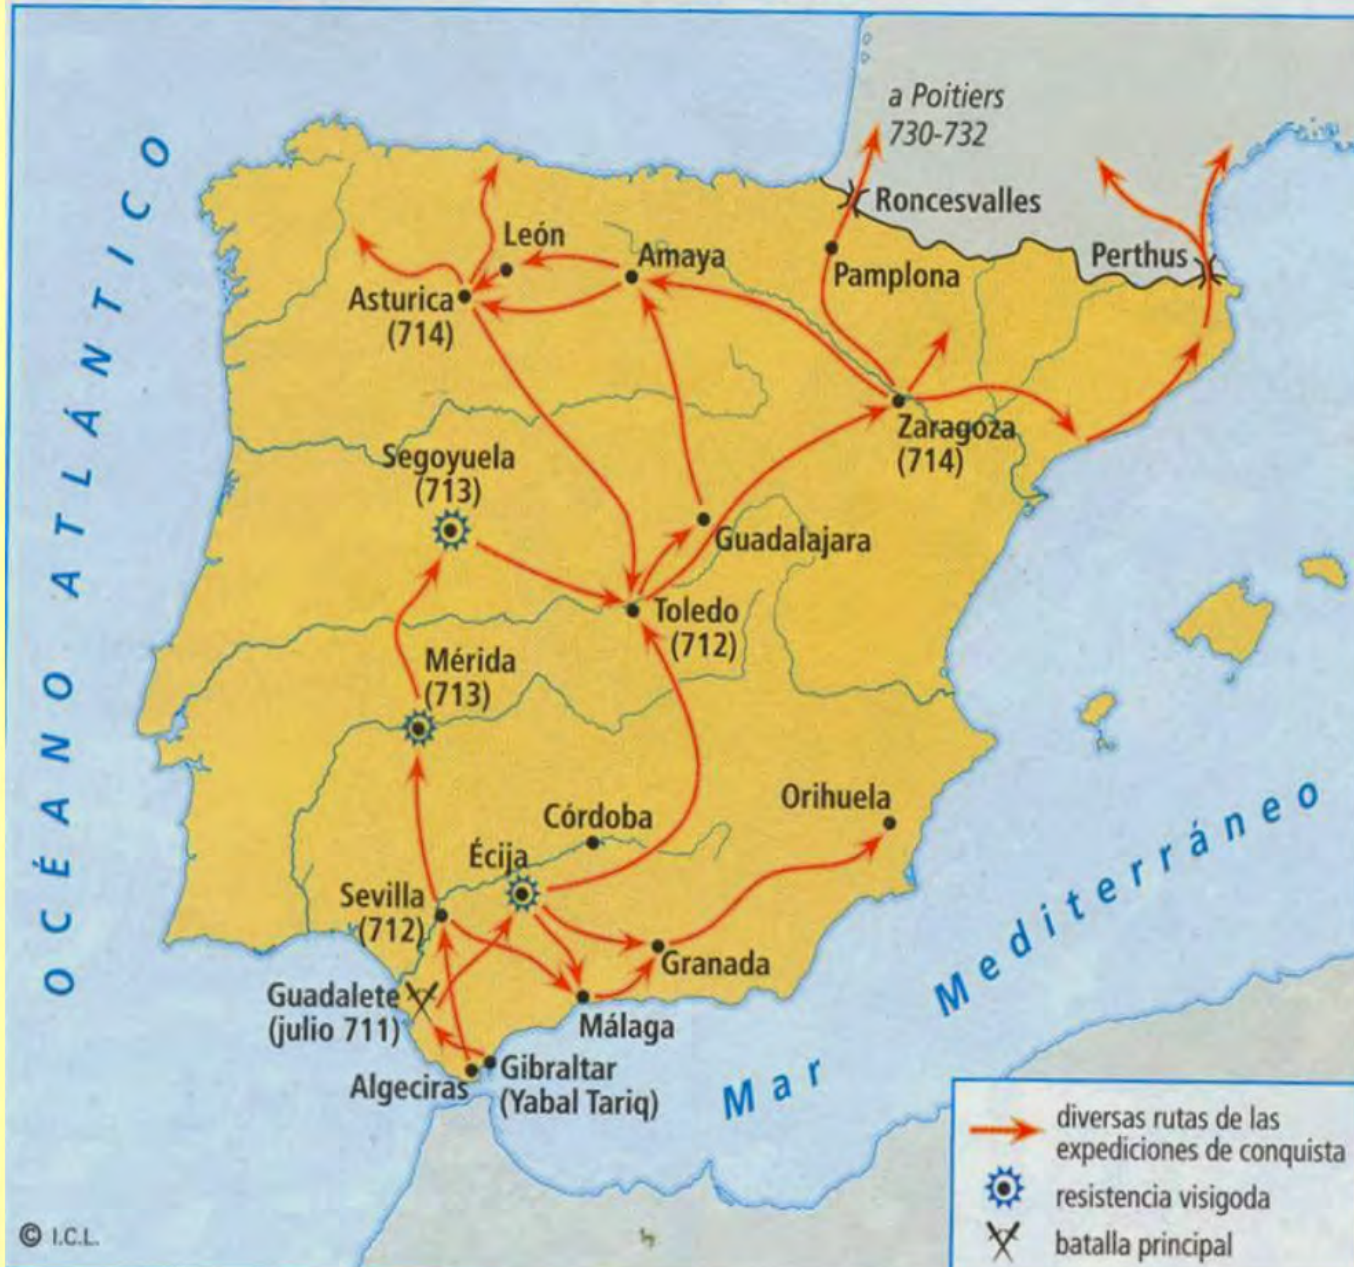 a Poitiers
730-732
Roncesvalles
Perthus
León
Amaya
Pamplona
Asturica
(714)
Zaragoza
(714)
Segoyuela
(713)
Guadalajara
Toledo
(712)
Mérida
(713)
Orihuela
Córdoba
Écija
Sevilla
(712)
Granada
Guadalete
(julio 711)
Málaga
Algeciras
Gibraltar
(Yabal Tariq)
OCÉANO ATLÁNTICO
Mar Mediterráneo
diversas rutas de las
expediciones de conquista
resistencia visigoda
batalla principal
© I.C.L.